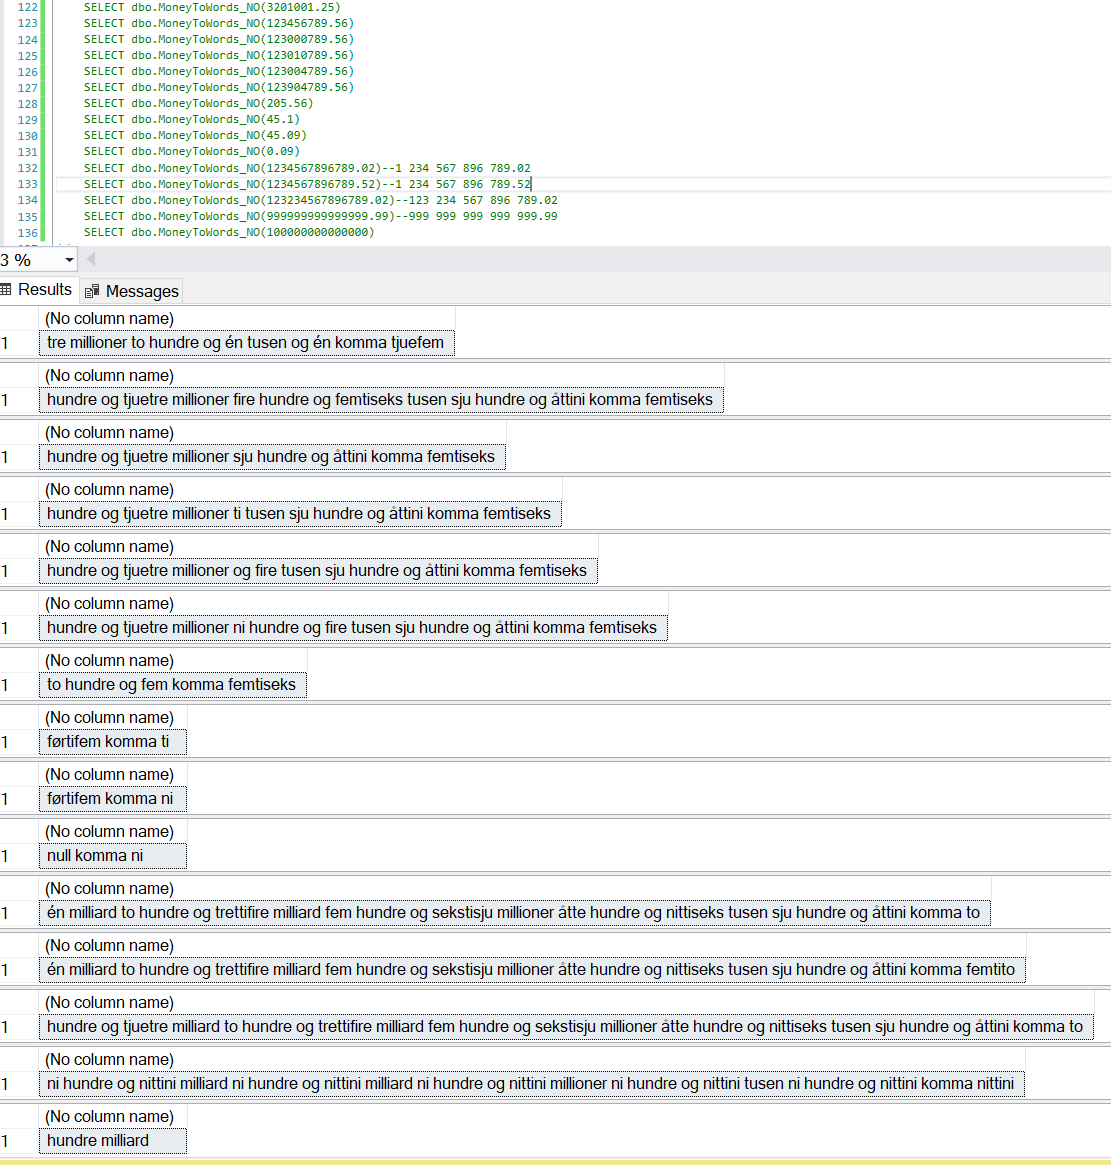 122 SELECT dbo.MoneyToWords_NO(3201001.25)
123 SELECT dbo.MoneyToWords_NO(123456789.56)
124 SELECT dbo.MoneyToWords_NO(123000789.56)
125 SELECT dbo.MoneyToWords_NO(123010789.56)
126 SELECT dbo.MoneyToWords_NO(123004789.56)
127 SELECT dbo.MoneyToWords_NO(123904789.56)
128 SELECT dbo.MoneyToWords_NO(205.56)
129 SELECT dbo.MoneyToWords_NO(45.1)
130 SELECT dbo.MoneyToWords_NO(45.09)
131 SELECT dbo.MoneyToWords_NO(0.09)
132 SELECT dbo.MoneyToWords_NO(1234567896789.02)--1 234 567 896 789.02
133 SELECT dbo.MoneyToWords_NO(1234567896789.52)--1 234 567 896 789.52
134 SELECT dbo.MoneyToWords_NO(123234567896789.02)--123 234 567 896 789.02
135 SELECT dbo.MoneyToWords_NO(999999999999999.99)--999 999 999 999 999.99
136 SELECT dbo.MoneyToWords_NO(100000000000000)
3 %
Results Messages
(No column name)
1 tre millioner to hundre og én tusen og én komma tjuefem
(No column name)
1 hundre og tjuetre millioner fire hundre og femtiseks tusen sju hundre og åttini komma femtiseks
(No column name)
1 hundre og tjuetre millioner sju hundre og åttini komma femtiseks
(No column name)
1 hundre og tjuetre millioner ti tusen sju hundre og åttini komma femtiseks
(No column name)
1 hundre og tjuetre millioner og fire tusen sju hundre og åttini komma femtiseks
(No column name)
1 hundre og tjuetre millioner ni hundre og fire tusen sju hundre og åttini komma femtiseks
(No column name)
1 to hundre og fem komma femtiseks
(No column name)
1 førtifem komma ti
(No column name)
1 førtifem komma ni
(No column name)
1 null komma ni
(No column name)
1 én milliard to hundre og trettifire milliard fem hundre og sekstisju millioner åtte hundre og nittiseks tusen sju hundre og åttini komma to
(No column name)
1 én milliard to hundre og trettifire milliard fem hundre og sekstisju millioner åtte hundre og nittiseks tusen sju hundre og åttini komma femtito
(No column name)
1 hundre og tjuetre milliard to hundre og trettifire milliard fem hundre og sekstisju millioner åtte hundre og nittiseks tusen sju hundre og åttini komma to
(No column name)
1 ni hundre og nittini milliard ni hundre og nittini milliard ni hundre og nittini millioner ni hundre og nittini tusen ni hundre og nittini komma nittini
(No column name)
1 hundre milliard